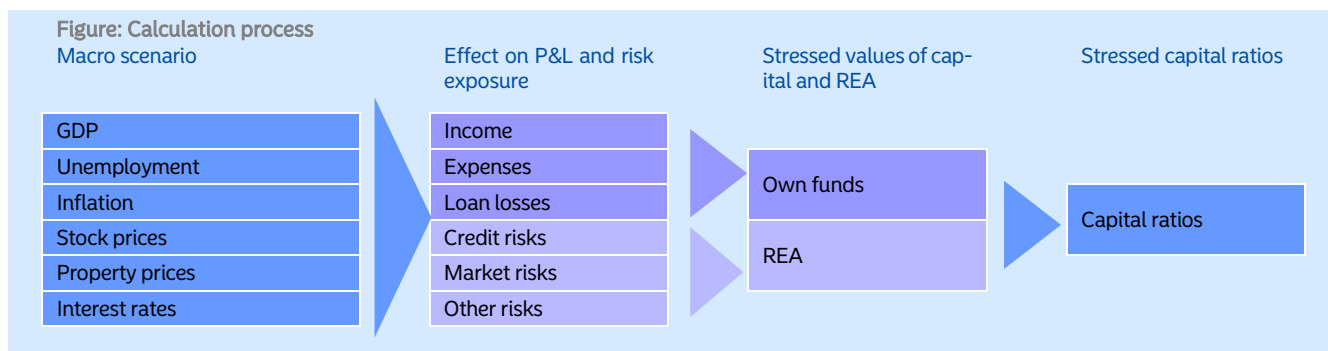 Figure: Calculation process
Macro scenario
Effect on P&L and risk
exposure
Stressed values of cap-
ital and REA
Stressed capital ratios
GDP
Unemployment
Inflation
Stock prices
Property prices
Interest rates
Income
Expenses
Loan losses
Credit risks
Market risks
Other risks
Own funds
REA
Capital ratios